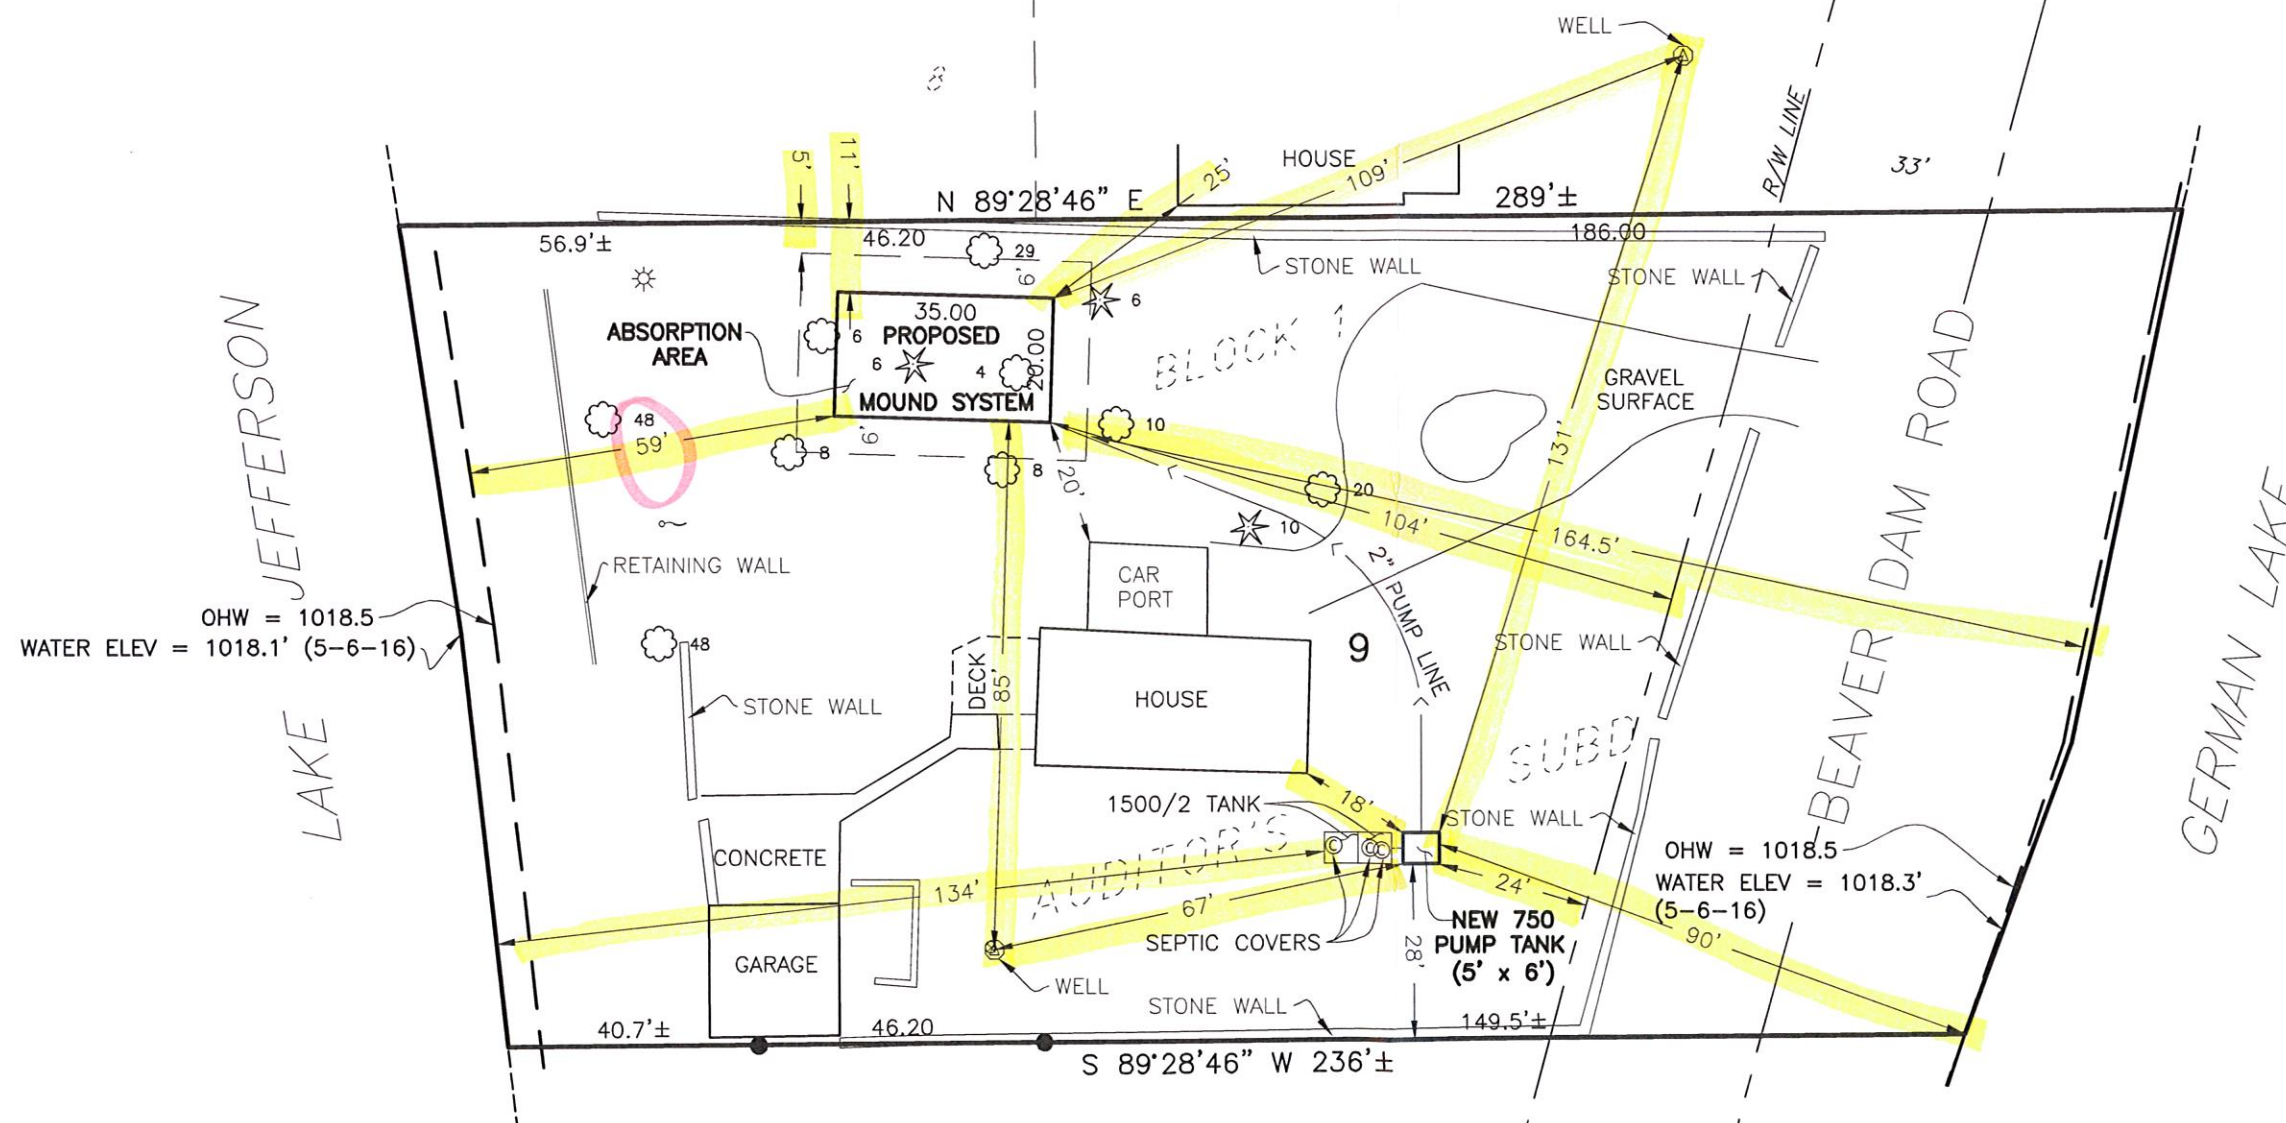 WELL
8
R/W LINE
33'
5'
11'
HOUSE
25'
109'
N 89°28'46" E
289'±
56.9'±
46.20
186.00
29
STONE WALL
STONE WALL
9'
6
35.00
ABSORPTION
AREA
PROPOSED
6
6
4
20.00
MOUND SYSTEM
BLOCK 1
GRAVEL
SURFACE
LAKE JEFFERSON
48
59'
8
9'
8
10
20'
20
10
104'
131'
164.5'
BEAVER DAM ROAD
GERMAN LAKE
RETAINING WALL
CAR
PORT
2" PUMP LINE
OHW = 1018.5
WATER ELEV = 1018.1' (5-6-16)
48
STONE WALL
DECK
85'
HOUSE
9
STONE WALL
SUBD
1500/2 TANK
18'
STONE WALL
CONCRETE
AUDITOR'S
OHW = 1018.5
WATER ELEV = 1018.3'
(5-6-16)
134'
67'
24'
90'
SEPTIC COVERS
NEW 750
PUMP TANK
(5' x 6')
28'
GARAGE
WELL
STONE WALL
40.7'±
46.20
149.5'±
S 89°28'46" W 236'±